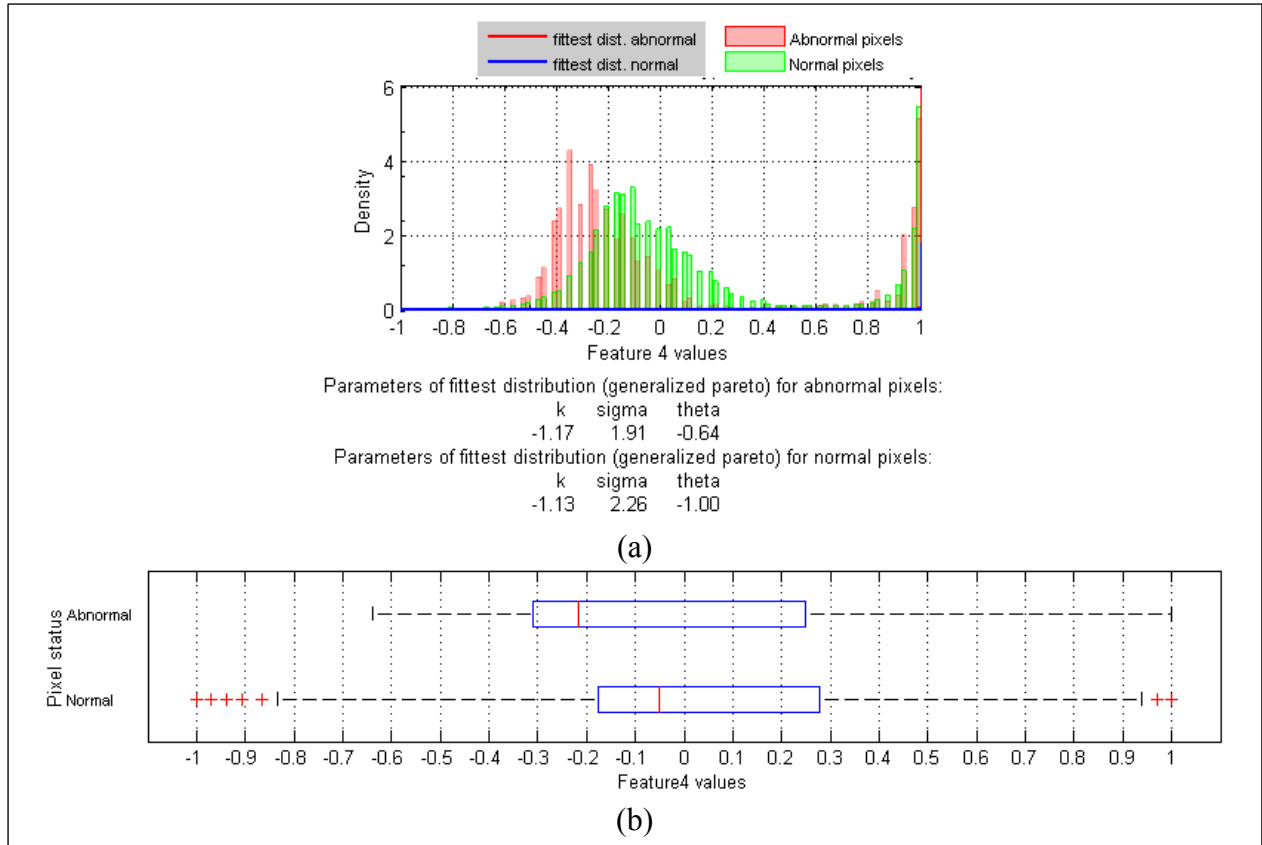 fittest dist. abnormal Abnormal pixels
fittest dist. normal Normal pixels
6
4
2
0
Density
-1 -0.8 -0.6 -0.4 -0.2 0 0.2 0.4 0.6 0.8 1
Feature 4 values
Parameters of fittest distribution (generalized pareto) for abnormal pixels:
k sigma theta
-1.17 1.91 -0.64
Parameters of fittest distribution (generalized pareto) for normal pixels:
k sigma theta
-1.13 2.26 -1.00
(a)
Pixel status
Abnormal
Normal
-1 -0.9 -0.8 -0.7 -0.6 -0.5 -0.4 -0.3 -0.2 -0.1 0 0.1 0.2 0.3 0.4 0.5 0.6 0.7 0.8 0.9 1
Feature4 values
(b)